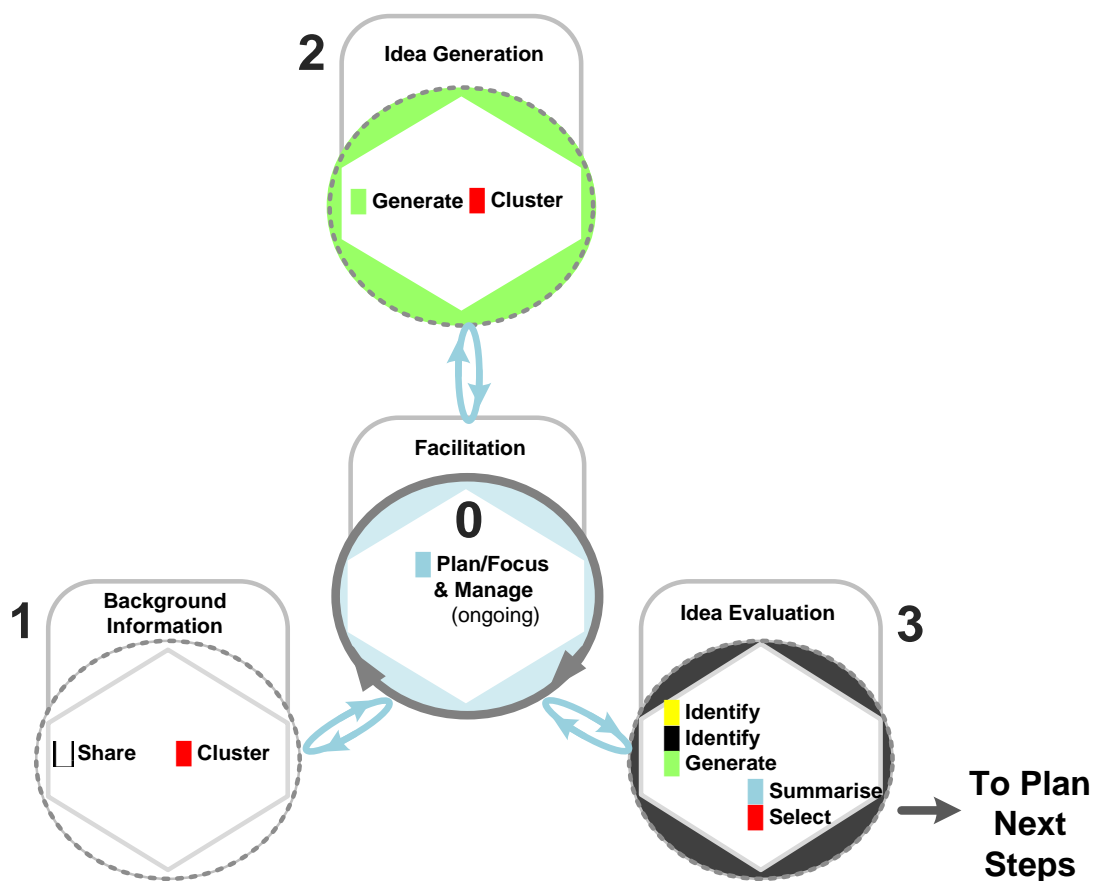 2
Idea Generation
Generate Cluster
Facilitation
0
Plan/Focus
& Manage
(ongoing)
1
Background
Information
Share Cluster
Idea Evaluation
3
Identify
Identify
Generate
Summarise
Select
To Plan
Next
Steps